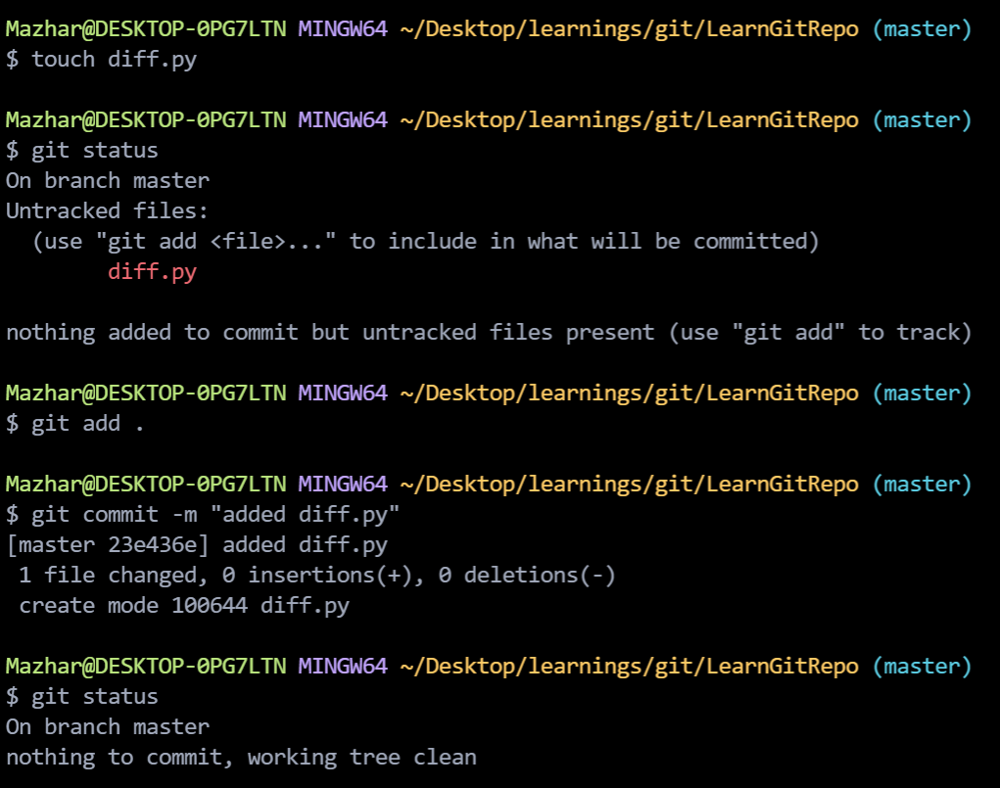 Mazhar@DESKTOP-0PG7LTN MINGW64 ~/Desktop/learnings/git/LearnGitRepo (master)
$ touch diff.py
Mazhar@DESKTOP-0PG7LTN MINGW64 ~/Desktop/learnings/git/LearnGitRepo (master)
$ git status
On branch master
Untracked files:
  (use "git add <file>..." to include in what will be committed)
        diff.py
nothing added to commit but untracked files present (use "git add" to track)
Mazhar@DESKTOP-0PG7LTN MINGW64 ~/Desktop/learnings/git/LearnGitRepo (master)
$ git add .
Mazhar@DESKTOP-0PG7LTN MINGW64 ~/Desktop/learnings/git/LearnGitRepo (master)
$ git commit -m "added diff.py"
[master 23e436e] added diff.py
 1 file changed, 0 insertions(+), 0 deletions(-)
 create mode 100644 diff.py
Mazhar@DESKTOP-0PG7LTN MINGW64 ~/Desktop/learnings/git/LearnGitRepo (master)
$ git status
On branch master
nothing to commit, working tree clean